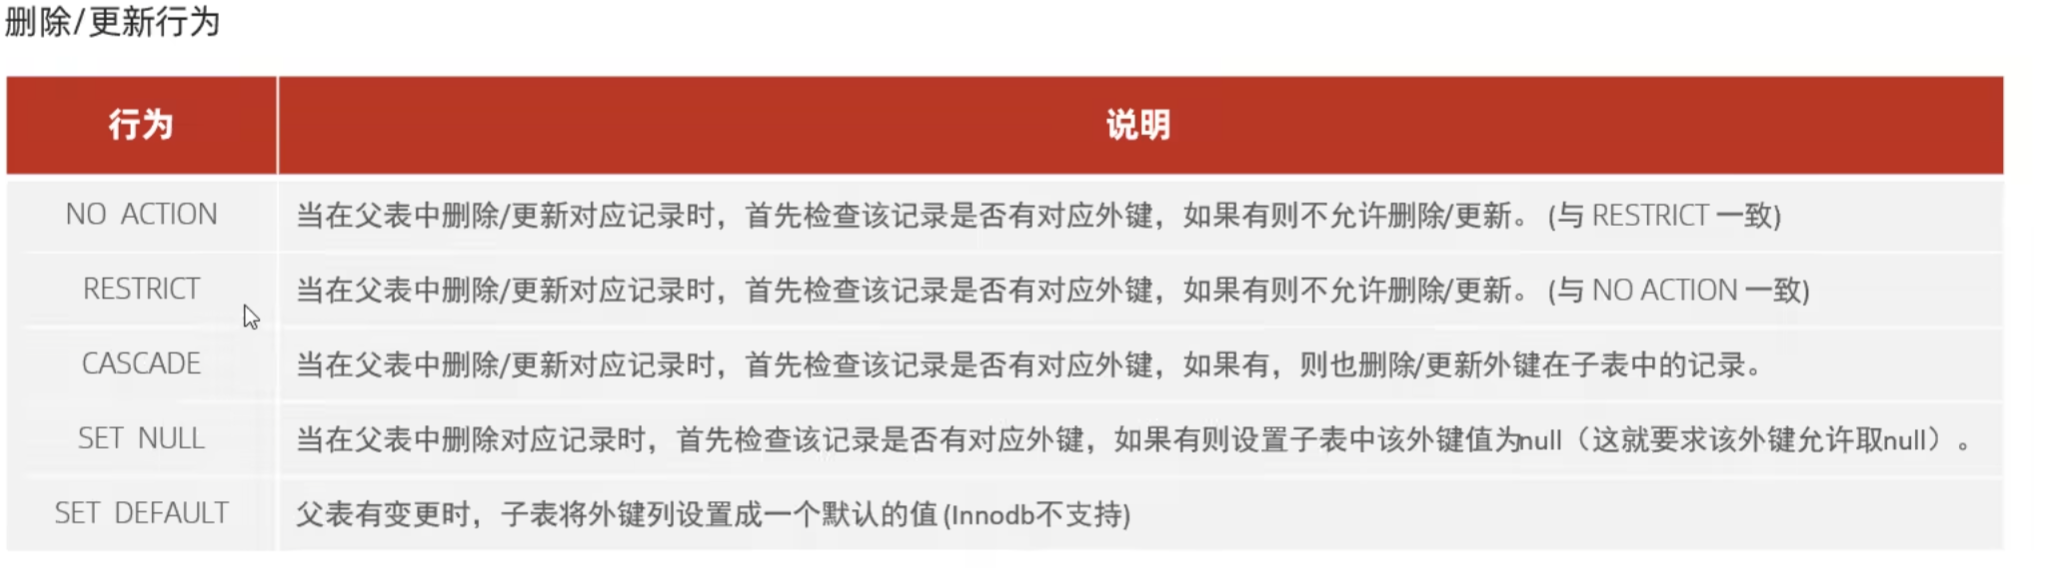 删除/更新行为
行为 说明
NO ACTION 当在父表中删除/更新对应记录时，首先检查该记录是否有对应外键，如果有则不允许删除/更新。 (与 RESTRICT 一致)
RESTRICT 当在父表中删除/更新对应记录时，首先检查该记录是否有对应外键，如果有则不允许删除/更新。 (与 NO ACTION 一致)
CASCADE 当在父表中删除/更新对应记录时，首先检查该记录是否有对应外键，如果有，则也删除/更新外键在子表中的记录。
SET NULL 当在父表中删除对应记录时，首先检查该记录是否有对应外键，如果有则设置子表中该外键值为null（这就要求该外键允许取null）。
SET DEFAULT 父表有变更时，子表将外键列设置成一个默认的值 (Innodb不支持)